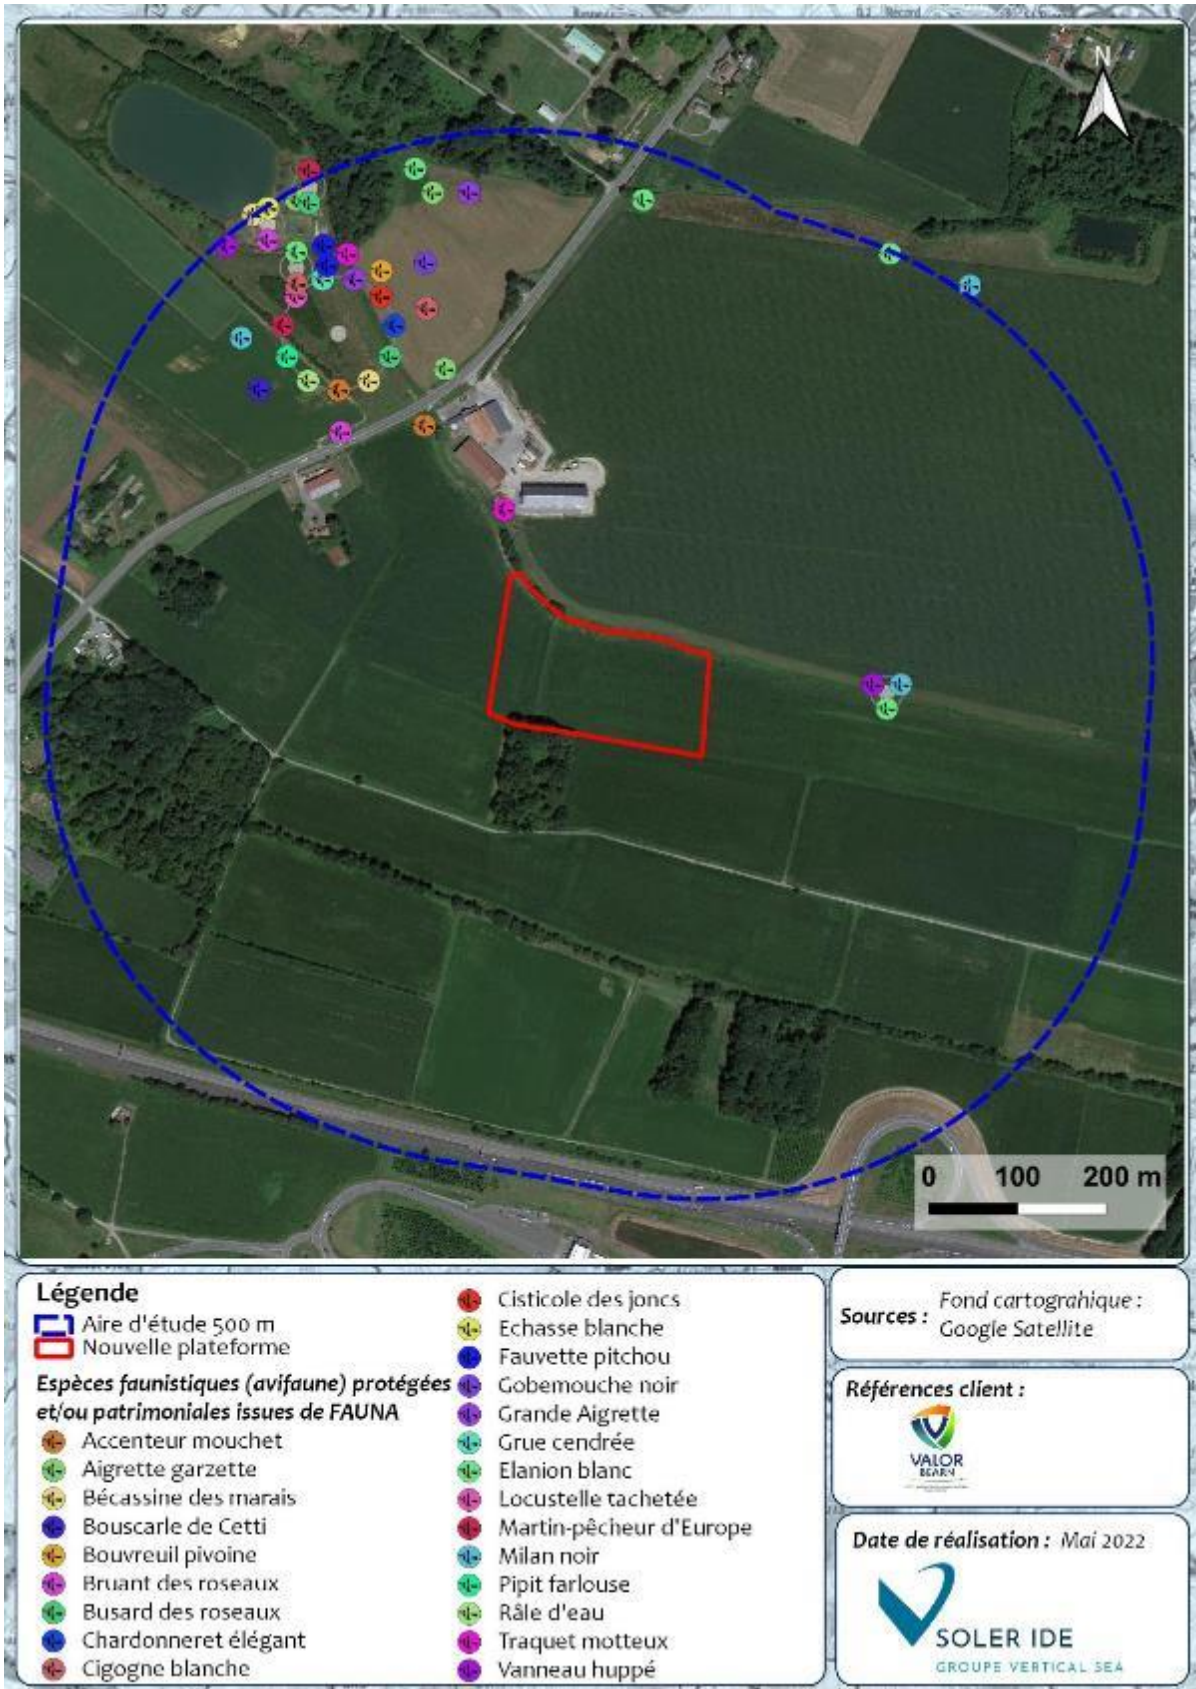 N
0 100 200 m
Légende
Aire d'étude 500 m
Nouvelle plateforme
Espèces faunistiques (avifaune) protégées
et/ou patrimoniales issues de FAUNA
Accenteur mouchet
Aigrette garzette
Bécassine des marais
Bouscarle de Cetti
Bouvreuil pivoine
Bruant des roseaux
Busard des roseaux
Chardonneret élégant
Cigogne blanche
Cisticole des joncs
Echasse blanche
Fauvette pitchou
Gobemouche noir
Grande Aigrette
Grue cendrée
Elanion blanc
Locustelle tachetée
Martin-pêcheur d'Europe
Milan noir
Pipit farlouse
Râle d'eau
Traquet motteux
Vanneau huppé
Sources : Fond cartograhique :
Google Satellite
Références client :
VALOR
BEARN
Date de réalisation : Mai 2022
SOLER IDE
GROUPE VERTICAL SEA